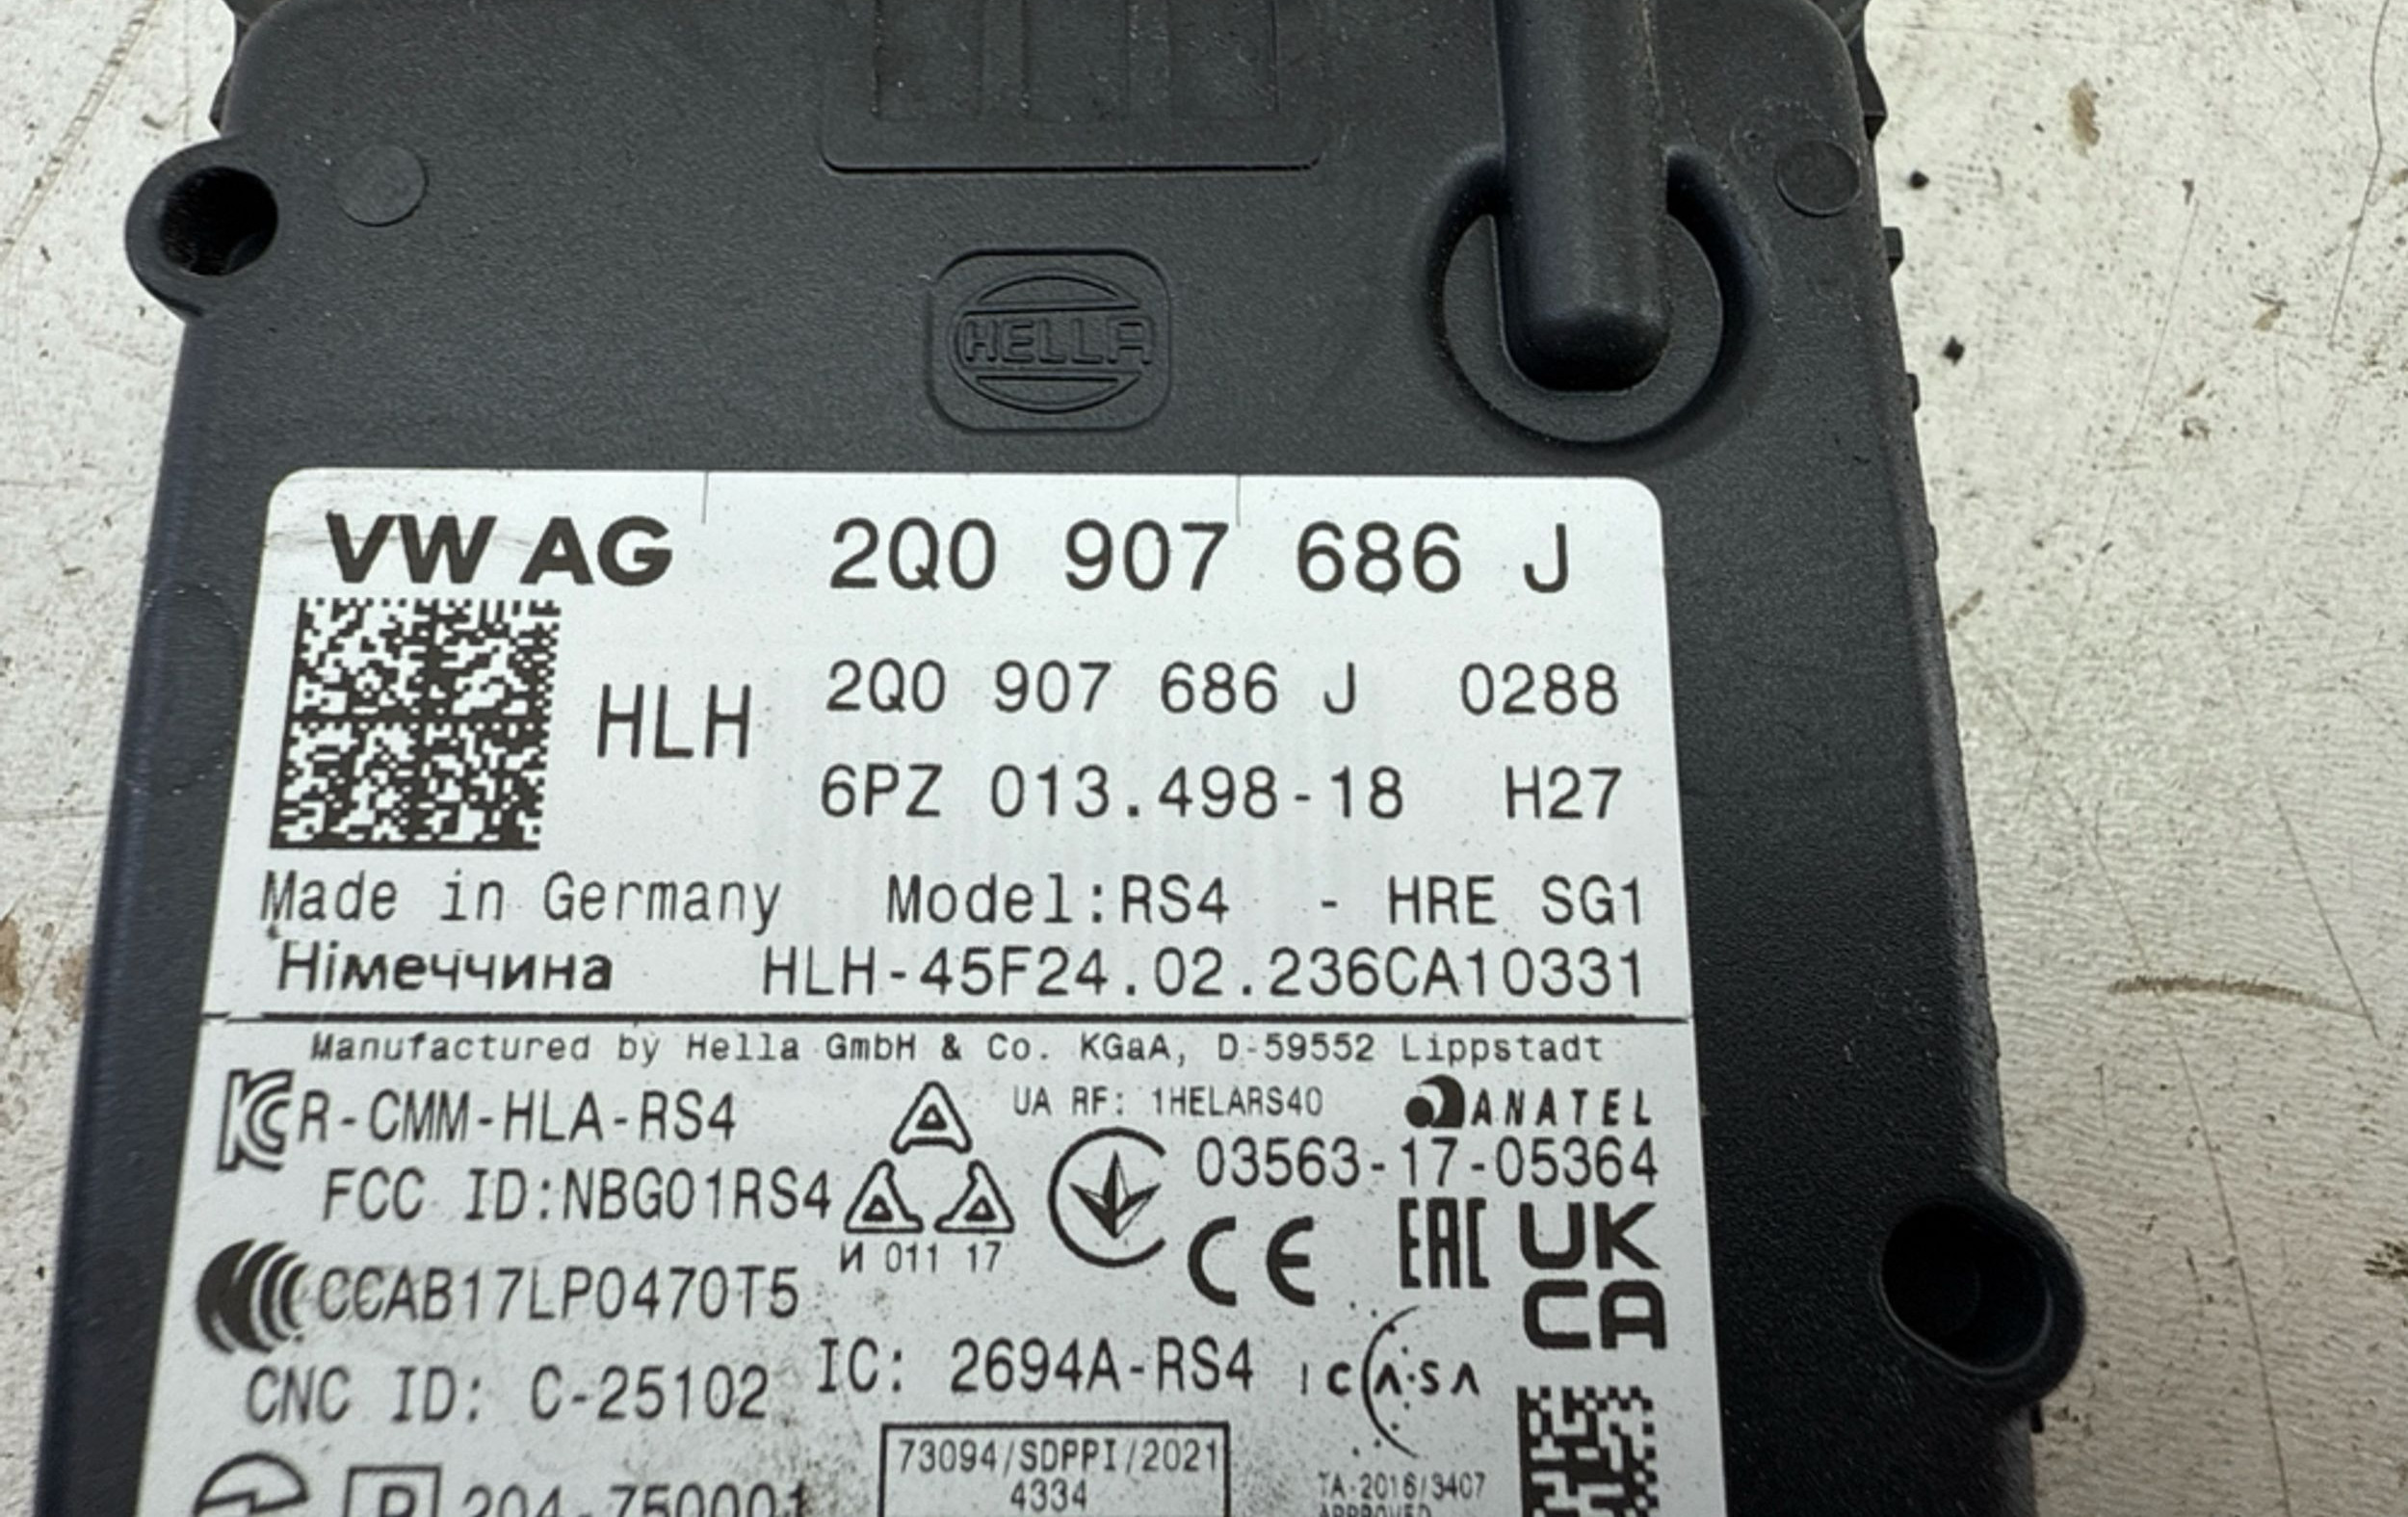 HELLA
VW AG 2Q0 907 686 J
HLH 2Q0 907 686 J 0288
6PZ 013.498-18 H27
Made in Germany Model:RS4 - HRE SG1
Німеччина HLH-45F24.02.236CA10331
Manufactured by Hella GmbH & Co. KGaA, D-59552 Lippstadt
R-CMM-HLA-RS4 UA RF: 1HELARS40 ANATEL
03563-17-05364
FCC ID:NBG01RS4
И 011 17
CE EAC UK CA
CCAB17LP0470T5
IC: 2694A-RS4 ICASA
CNC ID: C-25102
73094/SDPPI/2021
4334
TA-2016/3407
APPROVED
R 204-750001